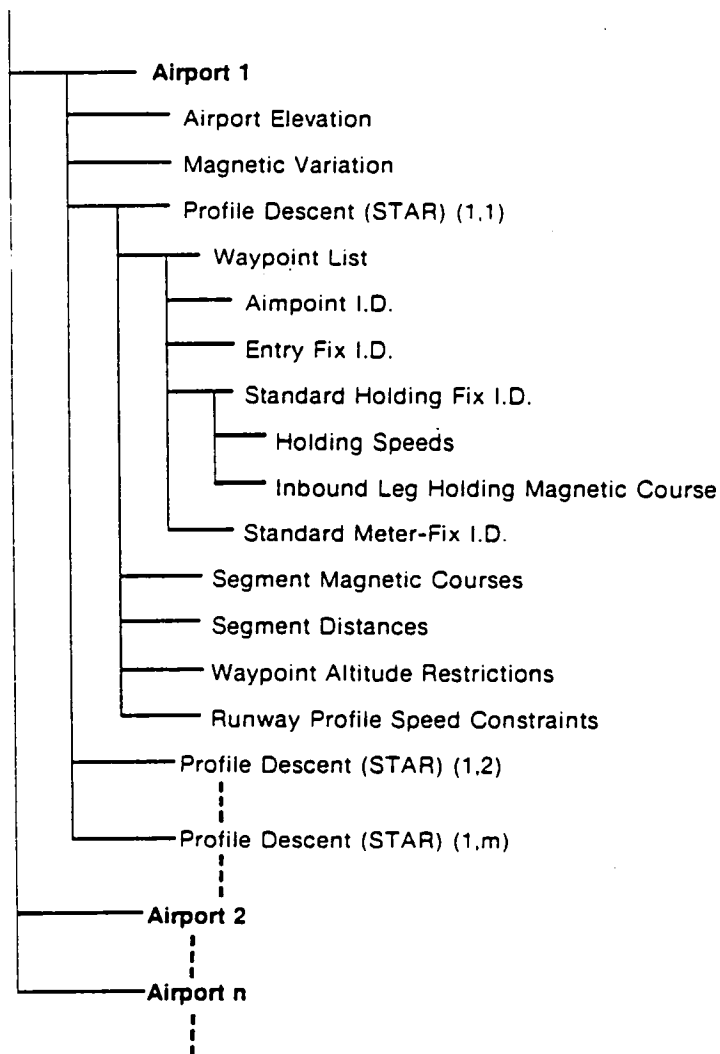 Airport 1
Airport Elevation
Magnetic Variation
Profile Descent (STAR) (1,1)
Waypoint List
Aimpoint I.D.
Entry Fix I.D.
Standard Holding Fix I.D.
Holding Speeds
Inbound Leg Holding Magnetic Course
Standard Meter-Fix I.D.
Segment Magnetic Courses
Segment Distances
Waypoint Altitude Restrictions
Runway Profile Speed Constraints
Profile Descent (STAR) (1,2)
Profile Descent (STAR) (1,m)
Airport 2
Airport n